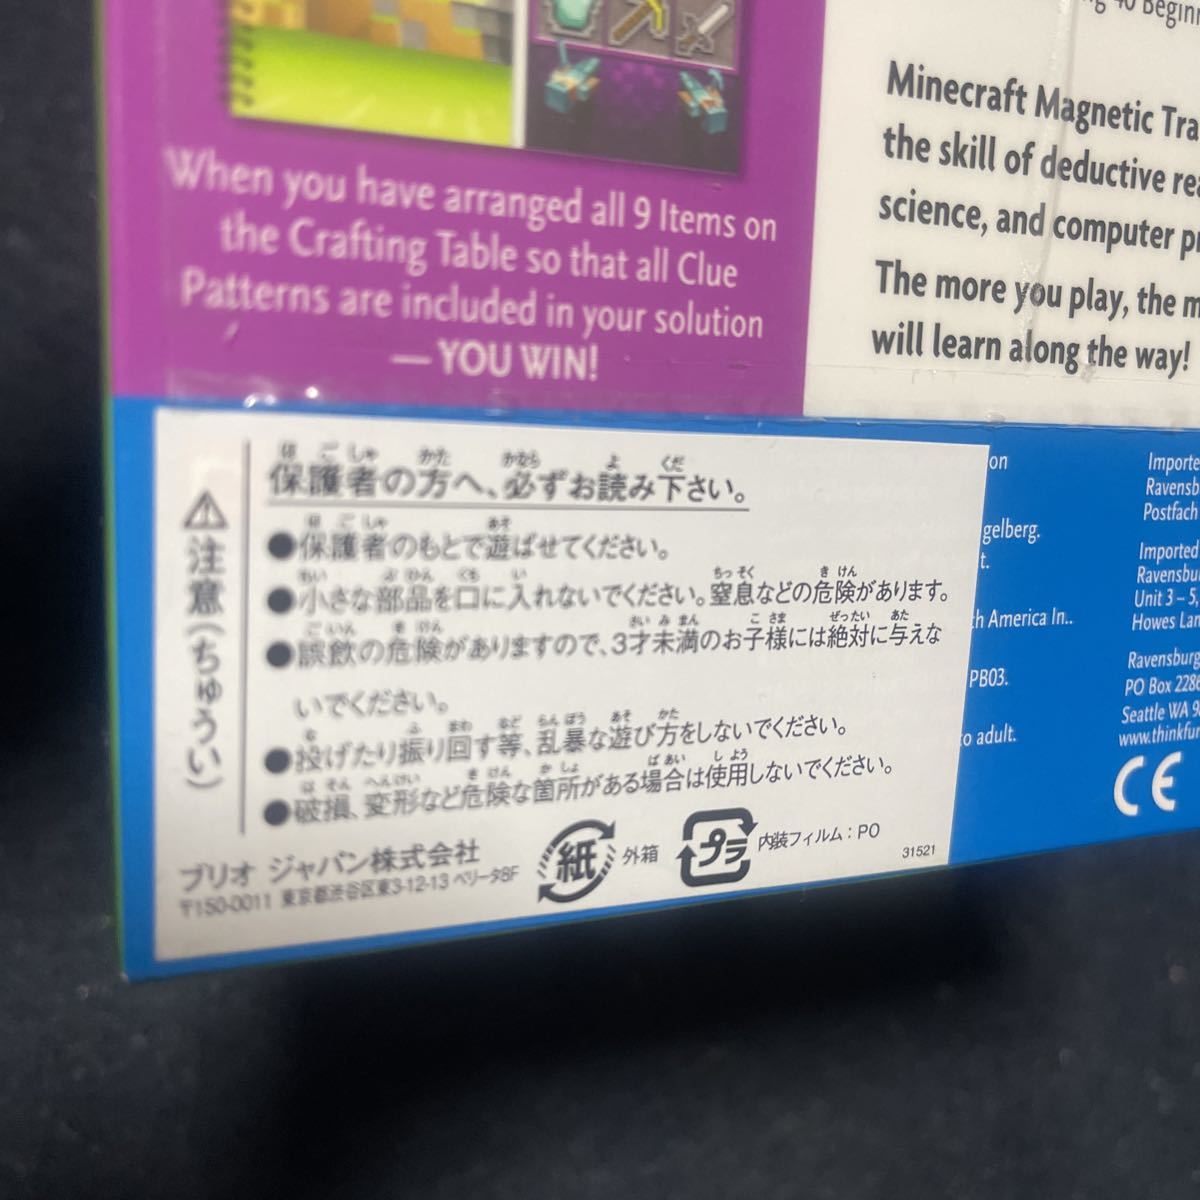 When you have arranged all 9 Items on
the Crafting Table so that all Clue
Patterns are included in your solution
— YOU WIN!
40 Beginn
Minecraft Magnetic Tra
the skill of deductive rea
science, and computer p
The more you play, the m
will learn along the way!
⚠注意(ちゅうい)
保護者の方へ、必ずお読み下さい。
●保護者のもとで遊ばせてください。
●小さな部品を口に入れないでください。窒息などの危険があります。
●誤飲の危険がありますので、3才未満のお子様には絶対に与えな
いでください。
●投げたり振り回す等、乱暴な遊び方をしないでください。
●破損、変形など危険な箇所がある場合は使用しないでください。
ブリオ ジャパン株式会社
〒150-0011 東京都渋谷区東3-12-13 ベリータ8F
紙 外箱
プラ 内装フィルム：PO
31521
on
gelberg.
t.
h America In..
PB03.
o adult.
Importe
Ravensb
Postfach
Imported
Ravensbu
Unit 3 – 5,
Howes Lan
Ravensburg
PO Box 2286
Seattle WA 98
www.thinkfun
CE